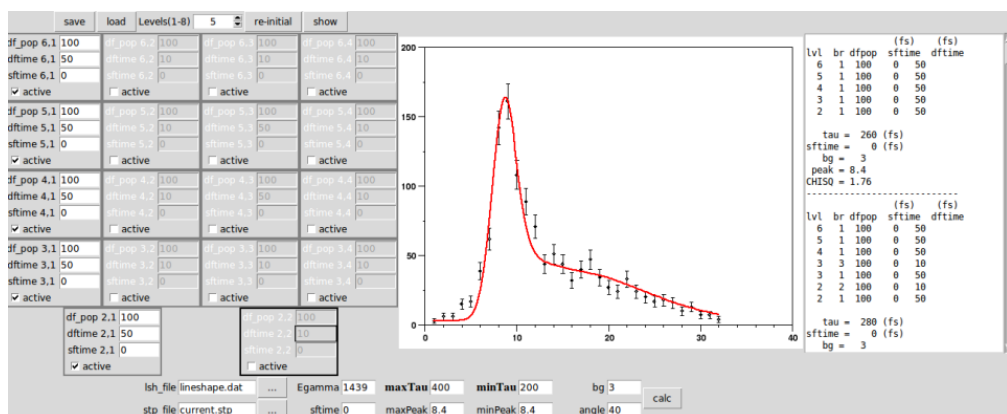 save load Levels(1-8) 5 re-initial show
df_pop 6,1 100 df_pop 6,2 100 df_pop 6,3 100 df_pop 6,4 100
dftime 6,1 50 dftime 6,2 10 dftime 6,3 10 dftime 6,4 10
sftime 6,1 0 sftime 6,2 0 sftime 6,3 0 sftime 6,4 0
active active active active
df_pop 5,1 100 df_pop 5,2 100 df_pop 5,3 100 df_pop 5,4 100
dftime 5,1 50 dftime 5,2 10 dftime 5,3 50 dftime 5,4 10
sftime 5,1 0 sftime 5,2 0 sftime 5,3 0 sftime 5,4 0
active active active active
df_pop 4,1 100 df_pop 4,2 100 df_pop 4,3 100 df_pop 4,4 100
dftime 4,1 50 dftime 4,2 10 dftime 4,3 50 dftime 4,4 10
sftime 4,1 0 sftime 4,2 0 sftime 4,3 0 sftime 4,4 0
active active active active
df_pop 3,1 100 df_pop 3,2 100 df_pop 3,3 100 df_pop 3,4 100
dftime 3,1 50 dftime 3,2 10 dftime 3,3 10 dftime 3,4 10
sftime 3,1 0 sftime 3,2 0 sftime 3,3 0 sftime 3,4 0
active active active active
df_pop 2,1 100 df_pop 2,2 100
dftime 2,1 50 dftime 2,2 10
sftime 2,1 0 sftime 2,2 0
active active
200
150
100
50
0
0 10 20 30 40
(fs) (fs)
lvl br dfpop sftime dftime
6 1 100 0 50
5 1 100 0 50
4 1 100 0 50
3 1 100 0 50
2 1 100 0 50
tau = 260 (fs)
sftime = 0 (fs)
bg = 3
peak = 8.4
CHISQ = 1.76
-----------------------------
(fs) (fs)
lvl br dfpop sftime dftime
6 1 100 0 50
5 1 100 0 50
4 1 100 0 50
3 3 100 0 10
3 1 100 0 50
2 2 100 0 10
2 1 100 0 50
tau = 280 (fs)
sftime = 0 (fs)
bg = 3
lsh_file lineshape.dat ... Egamma 1439 maxTau 400 minTau 200 bg 3 calc
stp_file current.stp ... sftime 0 maxPeak 8.4 minPeak 8.4 angle 40